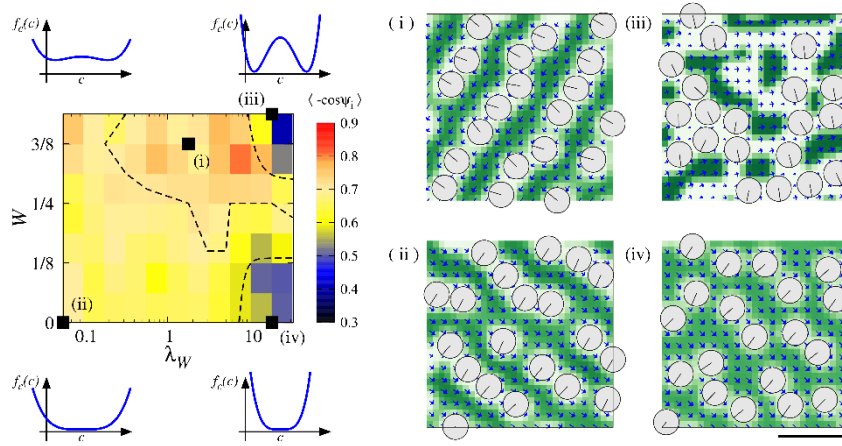 f_c(c)
c
f_c(c)
c
(iii)
⟨ -cosψ_i ⟩
W
3/8
1/4
1/8
0
(i)
(ii)
(iv)
0.1
1
10
λ_W
0.9
0.8
0.7
0.6
0.5
0.4
0.3
f_c(c)
c
f_c(c)
c
( i )
(iii)
( ii )
(iv)